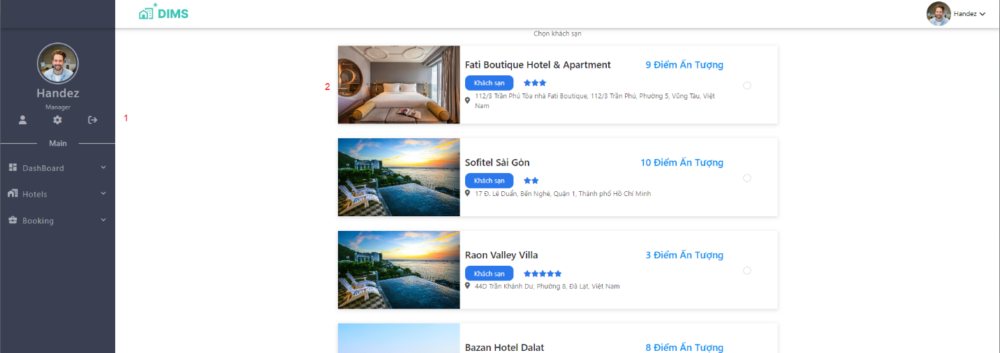 DIMS
Handez
Chọn khách sạn
Handez
Manager
Main
DashBoard
Hotels
Booking
1
2
Fati Boutique Hotel & Apartment
9 Điểm Ấn Tượng
Khách sạn
112/3 Trần Phú Tòa nhà Fati Boutique, 112/3 Trần Phú, Phường 5, Vũng Tàu, Việt
Nam
Sofitel Sài Gòn
10 Điểm Ấn Tượng
Khách sạn
17 Đ. Lê Duẩn, Bến Nghé, Quận 1, Thành phố Hồ Chí Minh
Raon Valley Villa
3 Điểm Ấn Tượng
Khách sạn
44D Trần Khánh Dư, Phường 8, Đà Lạt, Việt Nam
Bazan Hotel Dalat
8 Điểm Ấn Tượng